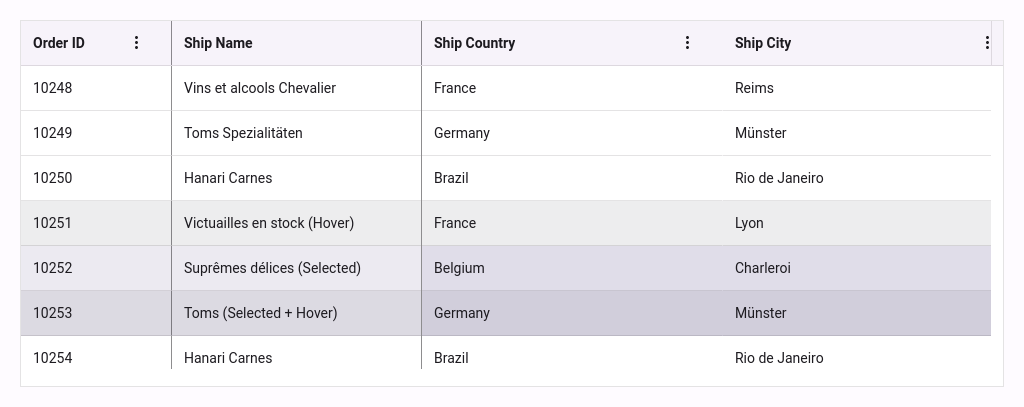 Order ID Ship Name Ship Country Ship City
10248 Vins et alcools Chevalier France Reims
10249 Toms Spezialitäten Germany Münster
10250 Hanari Carnes Brazil Rio de Janeiro
10251 Victuailles en stock (Hover) France Lyon
10252 Suprêmes délices (Selected) Belgium Charleroi
10253 Toms (Selected + Hover) Germany Münster
10254 Hanari Carnes Brazil Rio de Janeiro